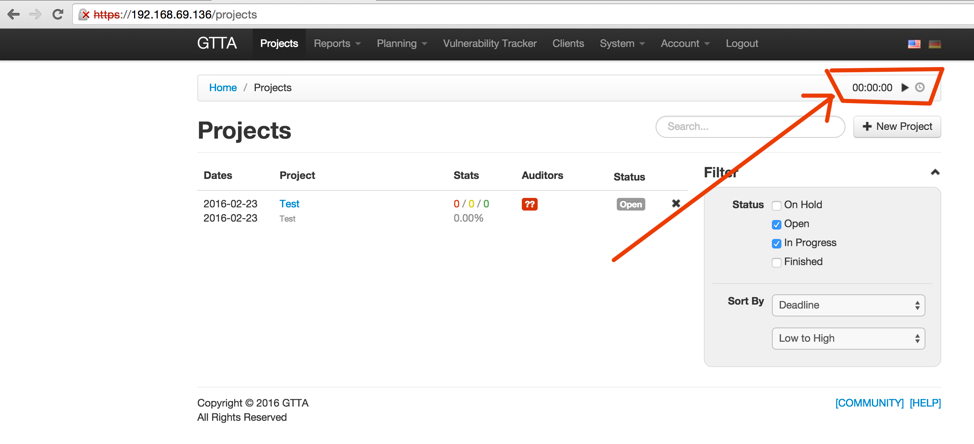 https://192.168.69.136/projects
GTTA Projects Reports Planning Vulnerability Tracker Clients System Account Logout
Home / Projects 00:00:00
Projects Search... + New Project
Filter
Dates Project Stats Auditors Status
2016-02-23 Test 0 / 0 / 0 ?? Open
2016-02-23 Test 0.00%
Status On Hold
Open
In Progress
Finished
Sort By Deadline
Low to High
Copyright © 2016 GTTA [COMMUNITY] [HELP]
All Rights Reserved